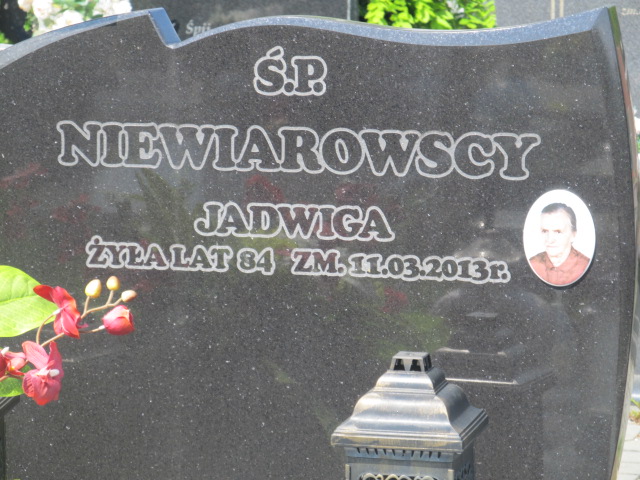 Ś.P.
NIEWIAROWSCY
JADWIGA
ŻYŁA LAT 84 ZM. 11.03.2013r.